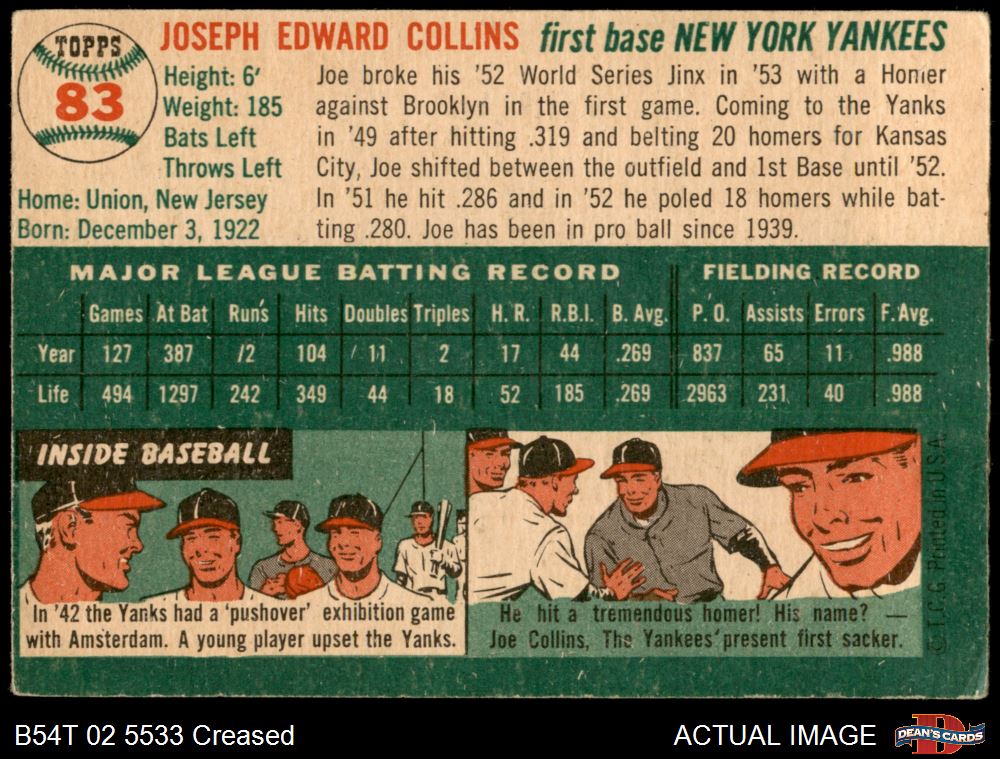 TOPPS
83
JOSEPH EDWARD COLLINS first base NEW YORK YANKEES
Height: 6'
Weight: 185
Bats Left
Throws Left
Home: Union, New Jersey
Born: December 3, 1922
Joe broke his '52 World Series Jinx in '53 with a Homer
against Brooklyn in the first game. Coming to the Yanks
in '49 after hitting .319 and belting 20 homers for Kansas
City, Joe shifted between the outfield and 1st Base until '52.
In '51 he hit .286 and in '52 he poled 18 homers while bat-
ting .280. Joe has been in pro ball since 1939.
MAJOR LEAGUE BATTING RECORD FIELDING RECORD
Games At Bat Run's Hits Doubles Triples H. R. R.B.I. B. Avg. P. O. Assists Errors F.Avg.
Year 127 387 /2 104 11 2 17 44 .269 837 65 11 .988
Life 494 1297 242 349 44 18 52 185 .269 2963 231 40 .988
INSIDE BASEBALL
In '42 the Yanks had a 'pushover' exhibition game
with Amsterdam. A young player upset the Yanks.
He hit a tremendous homer! His name? —
Joe Collins, The Yankees' present first sacker.
© T.C.G. Printed in U.S.A.
B54T 02 5533 Creased
ACTUAL IMAGE
DEAN'S CARDS